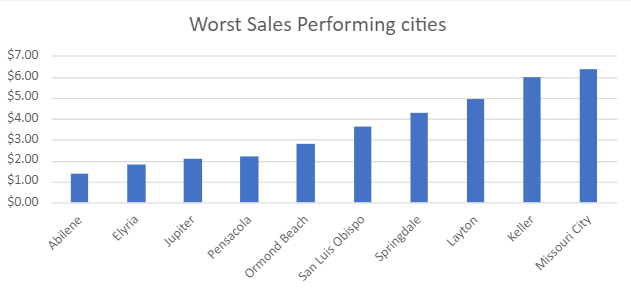 Worst Sales Performing cities
$7.00
$6.00
$5.00
$4.00
$3.00
$2.00
$1.00
$0.00
Abilene
Elyria
Jupiter
Pensacola
Ormond Beach
San Luis Obispo
Springdale
Layton
Keller
Missouri City